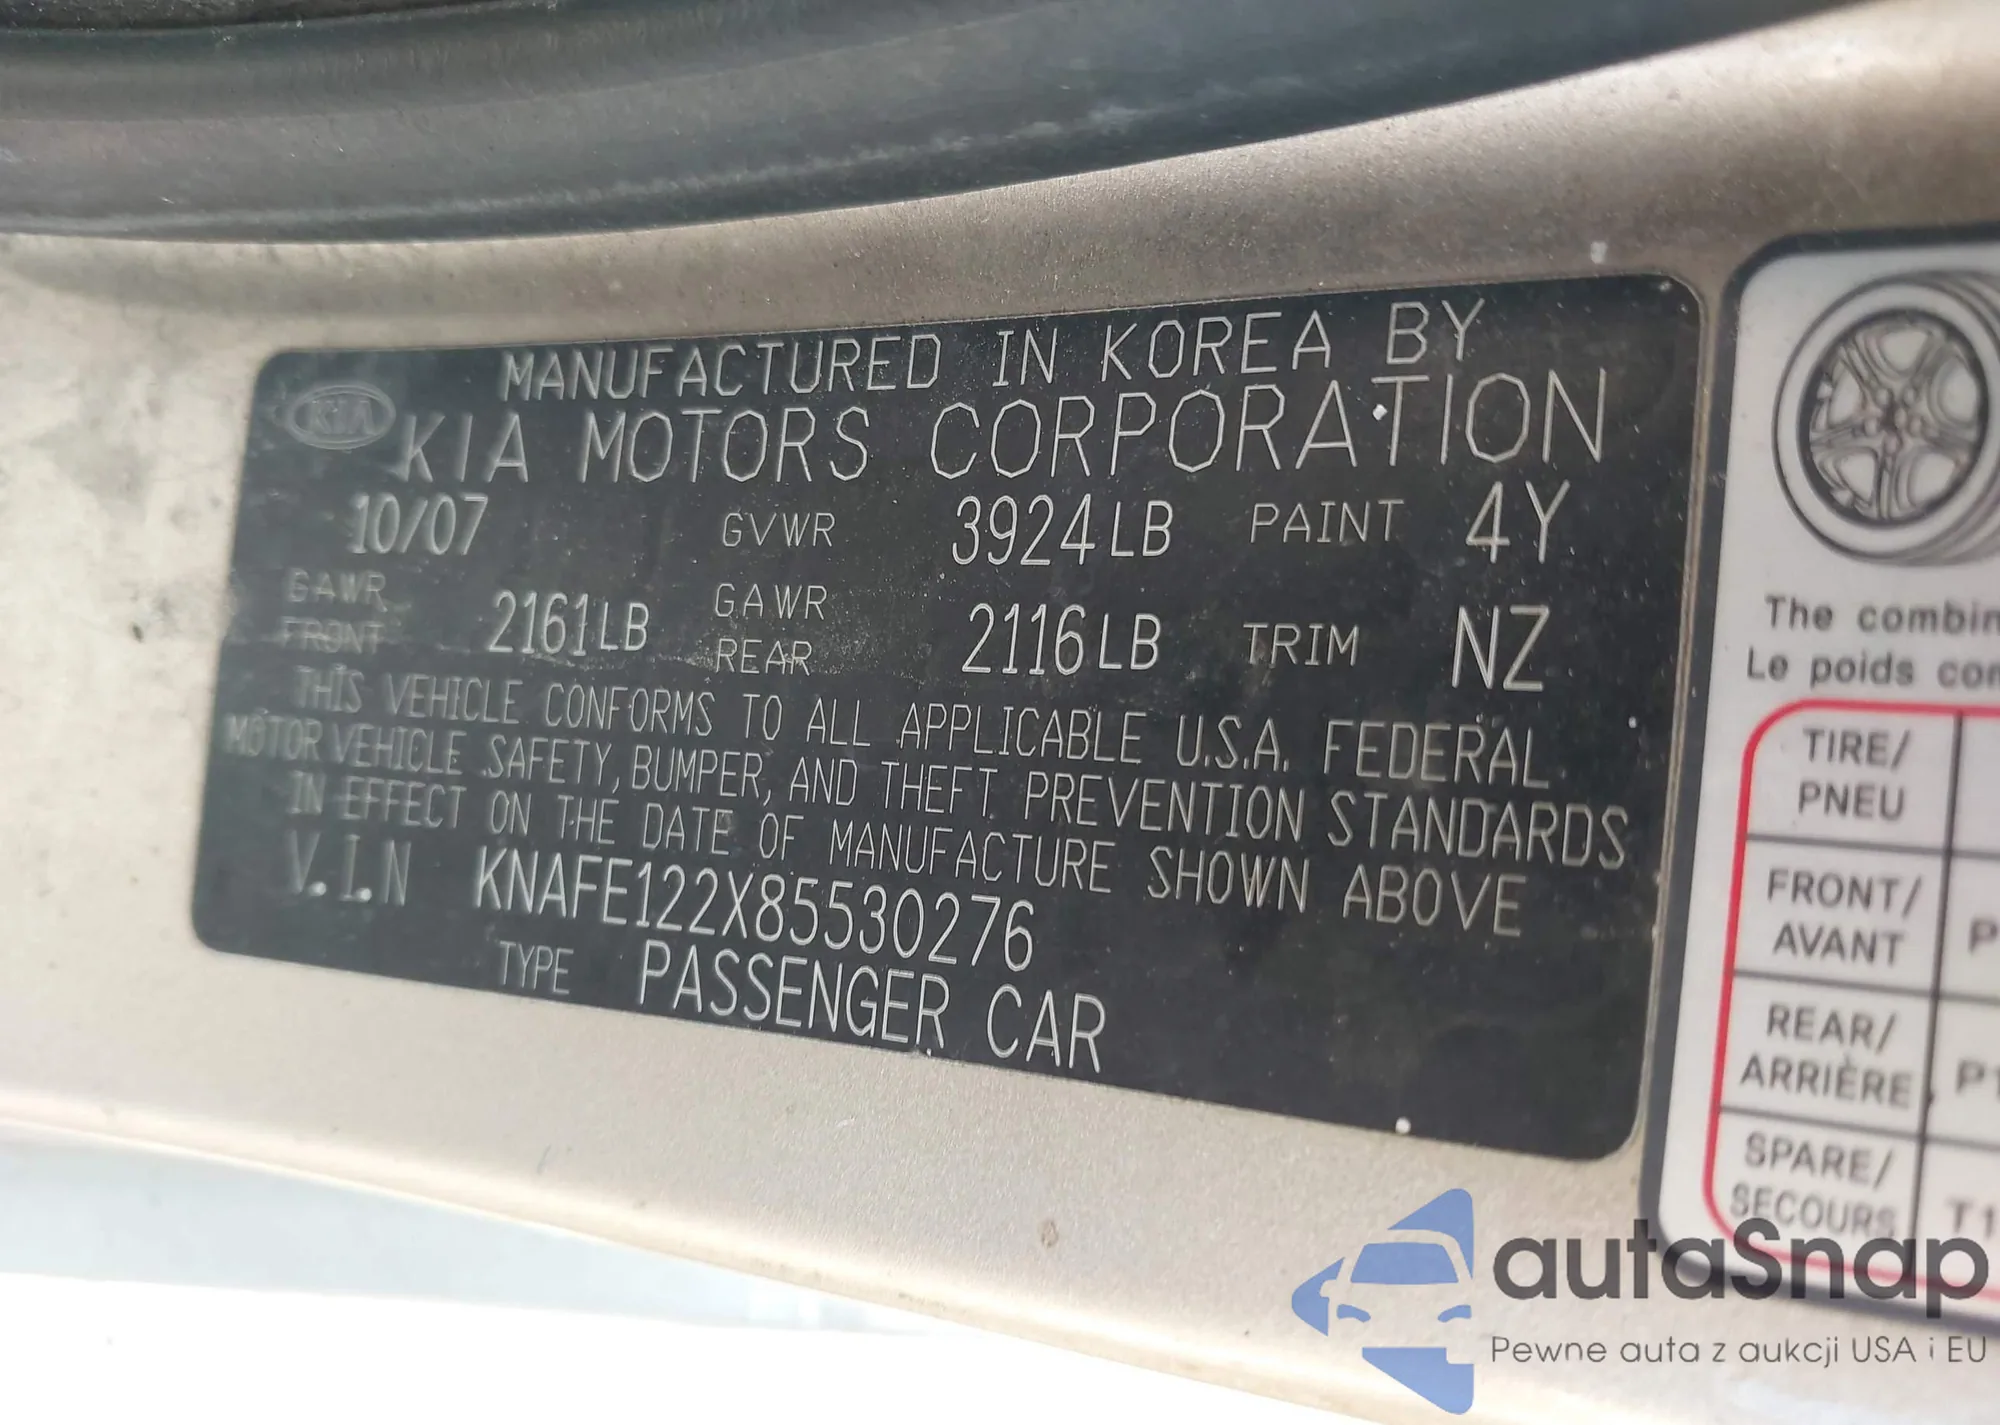 MANUFACTURED IN KOREA BY
KIA
KIA MOTORS CORPORATION
10/07 GVWR 3924LB PAINT 4Y
GAWR FRONT 2161LB GAWR REAR 2116LB TRIM NZ
THIS VEHICLE CONFORMS TO ALL APPLICABLE U.S.A. FEDERAL
MOTOR VEHICLE SAFETY, BUMPER, AND THEFT PREVENTION STANDARDS
IN EFFECT ON THE DATE OF MANUFACTURE SHOWN ABOVE
V.I.N KNAFE122X85530276
TYPE PASSENGER CAR
The combin
Le poids com
TIRE/
PNEU
FRONT/
AVANT P
REAR/
ARRIÈRE P1
SPARE/
SECOURS T1
autaSnap
Pewne auta z aukcji USA i EU